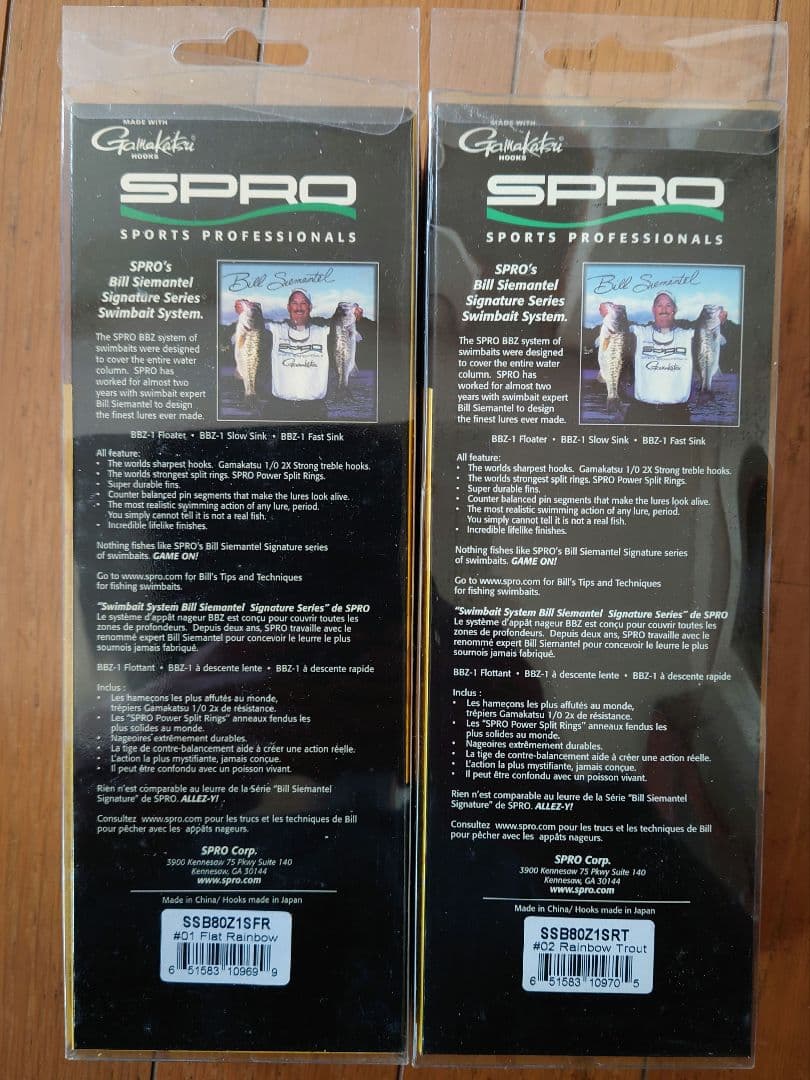 MADE WITH
Gamakatsu
HOOKS
SPRO
SPORTS PROFESSIONALS
SPRO's
Bill Siemantel
Signature Series
Swimbait System.
Bill Siemantel
The SPRO BBZ system of
swimbaits were designed
to cover the entire water
column. SPRO has
worked for almost two
years with swimbait expert
Bill Siemantel to design
the finest lures ever made.
SPRO
Gamakatsu
BBZ-1 Floater • BBZ-1 Slow Sink • BBZ-1 Fast Sink
All feature:
• The worlds sharpest hooks. Gamakatsu 1/0 2X Strong treble hooks.
• The worlds strongest split rings. SPRO Power Split Rings.
• Super durable fins.
• Counter balanced pin segments that make the lures look alive.
• The most realistic swimming action of any lure, period.
You simply cannot tell it is not a real fish.
• Incredible lifelike finishes.
Nothing fishes like SPRO's Bill Siemantel Signature series
of swimbaits. GAME ON!
Go to www.spro.com for Bill's Tips and Techniques
for fishing swimbaits.
"Swimbait System Bill Siemantel Signature Series" de SPRO
Le système d'appât nageur BBZ est conçu pour couvrir toutes les
zones de profondeurs. Depuis deux ans, SPRO travaille avec le
renommé expert Bill Siemantel pour concevoir le leurre le plus
sournois jamais fabriqué.
BBZ-1 Flottant • BBZ-1 à descente lente • BBZ-1 à descente rapide
Inclus :
• Les hameçons les plus affutés au monde,
trépiers Gamakatsu 1/0 2x de résistance.
• Les "SPRO Power Split Rings" anneaux fendus les
plus solides au monde.
• Nageoires extrêmement durables.
• La tige de contre-balancement aide à créer une action réelle.
• L'action la plus mystifiante, jamais conçue.
• Il peut être confondu avec un poisson vivant.
Rien n'est comparable au leurre de la Série "Bill Siemantel
Signature" de SPRO. ALLEZ-Y!
Consultez www.spro.com pour les trucs et les techniques de Bill
pour pêcher avec les appâts nageurs.
SPRO Corp.
3900 Kennesaw 75 Pkwy Suite 140
Kennesaw, GA 30144
www.spro.com
Made in China/ Hooks made in Japan
SSB80Z1SFR
#01 Flat Rainbow
6 51583 10969 9
MADE WITH
Gamakatsu
HOOKS
SPRO
SPORTS PROFESSIONALS
SPRO's
Bill Siemantel
Signature Series
Swimbait System.
Bill Siemantel
The SPRO BBZ system of
swimbaits were designed
to cover the entire water
column. SPRO has
worked for almost two
years with swimbait expert
Bill Siemantel to design
the finest lures ever made.
SPRO
Gamakatsu
BBZ-1 Floater • BBZ-1 Slow Sink • BBZ-1 Fast Sink
All feature:
• The worlds sharpest hooks. Gamakatsu 1/0 2X Strong treble hooks.
• The worlds strongest split rings. SPRO Power Split Rings.
• Super durable fins.
• Counter balanced pin segments that make the lures look alive.
• The most realistic swimming action of any lure, period.
You simply cannot tell it is not a real fish.
• Incredible lifelike finishes.
Nothing fishes like SPRO's Bill Siemantel Signature series
of swimbaits. GAME ON!
Go to www.spro.com for Bill's Tips and Techniques
for fishing swimbaits.
"Swimbait System Bill Siemantel Signature Series" de SPRO
Le système d'appât nageur BBZ est conçu pour couvrir toutes les
zones de profondeurs. Depuis deux ans, SPRO travaille avec le
renommé expert Bill Siemantel pour concevoir le leurre le plus
sournois jamais fabriqué.
BBZ-1 Flottant • BBZ-1 à descente lente • BBZ-1 à descente rapide
Inclus :
• Les hameçons les plus affutés au monde,
trépiers Gamakatsu 1/0 2x de résistance.
• Les "SPRO Power Split Rings" anneaux fendus les
plus solides au monde.
• Nageoires extrêmement durables.
• La tige de contre-balancement aide à créer une action réelle.
• L'action la plus mystifiante, jamais conçue.
• Il peut être confondu avec un poisson vivant.
Rien n'est comparable au leurre de la Série "Bill Siemantel
Signature" de SPRO. ALLEZ-Y!
Consultez www.spro.com pour les trucs et les techniques de Bill
pour pêcher avec les appâts nageurs.
SPRO Corp.
3900 Kennesaw 75 Pkwy Suite 140
Kennesaw, GA 30144
www.spro.com
Made in China/ Hooks made in Japan
SSB80Z1SRT
#02 Rainbow Trout
6 51583 10970 5